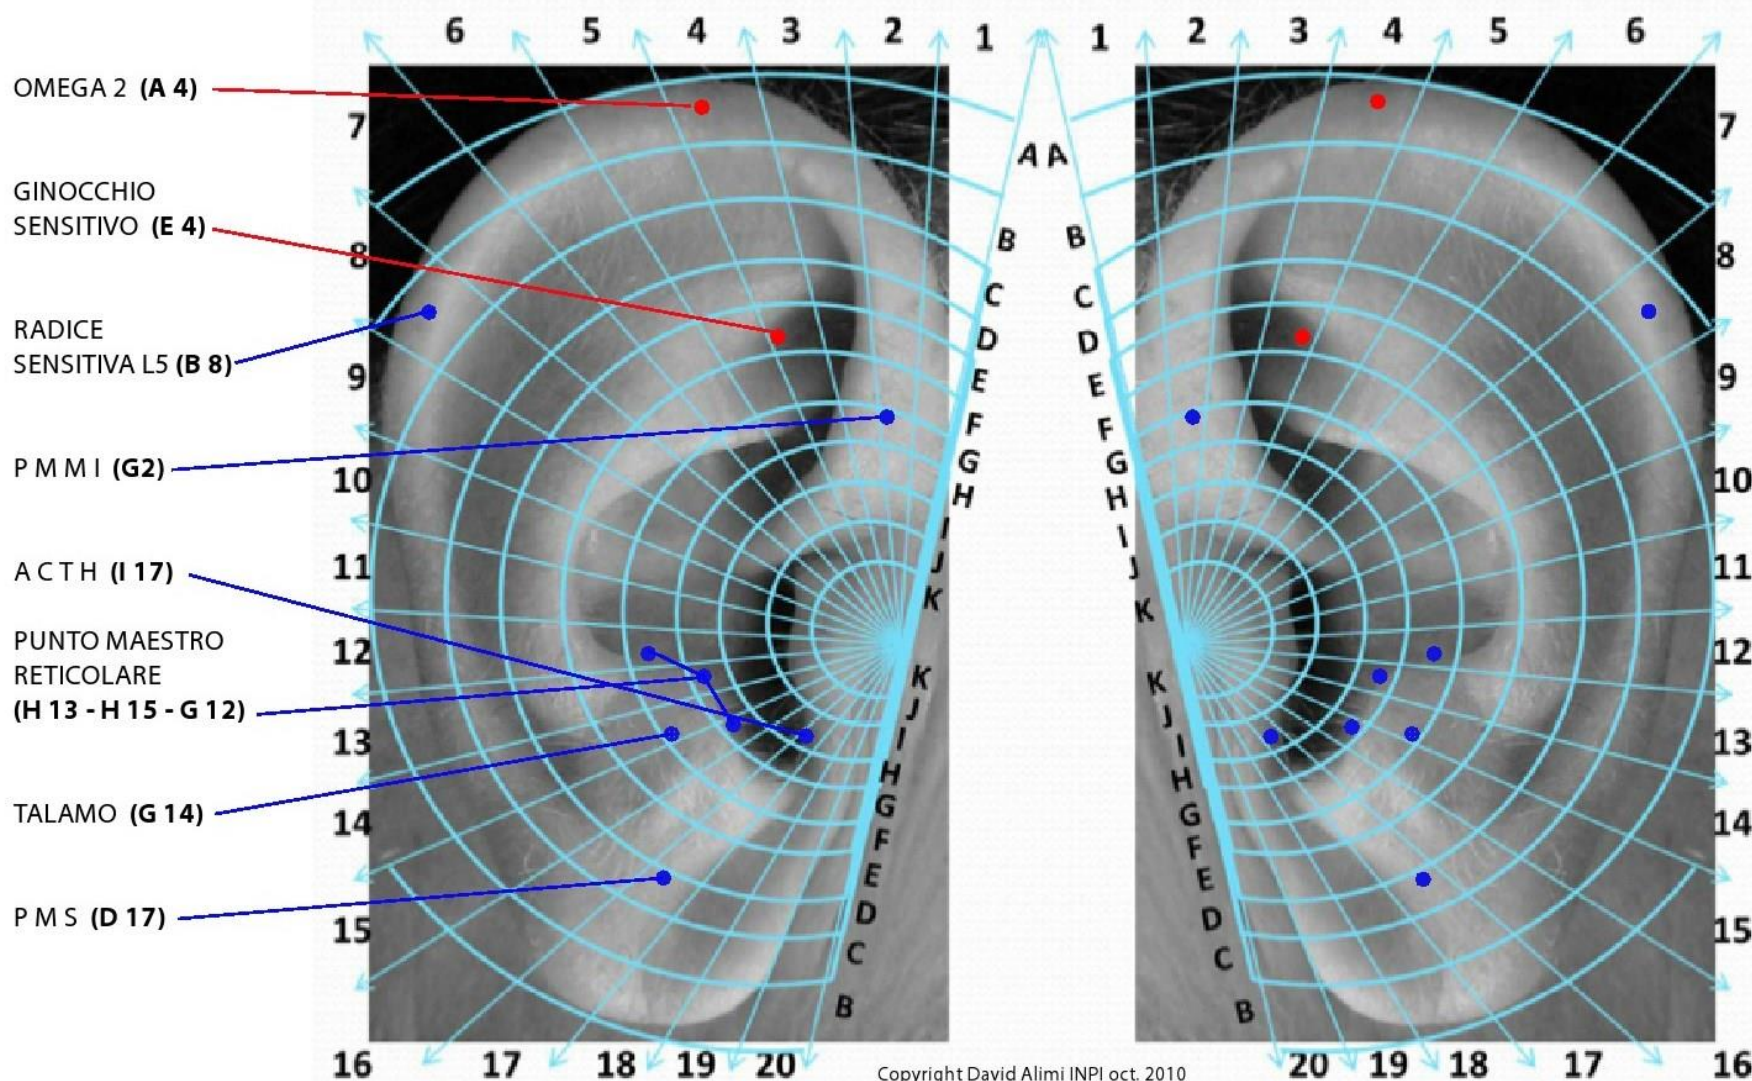 6 5 4 3 2 1 1 2 3 4 5 6
OMEGA 2 (A 4)
7 7
A A
GINOCCHIO
SENSITIVO (E 4)
B B
8 8
C C
RADICE
SENSITIVA L5 (B 8)
D D
9 9
E E
F F
P M M I (G2)
G G
10 10
H H
I I
A C T H (I 17)
11 11
J J
K K
PUNTO MAESTRO
RETICOLARE
(H 13 - H 15 - G 12)
12 12
K K
J J
13 13
I I
H H
TALAMO (G 14)
G G
14 14
F F
E E
P M S (D 17)
D D
15 15
C C
B B
16 17 18 19 20 20 19 18 17 16
Copyright David Alimi INPI oct. 2010